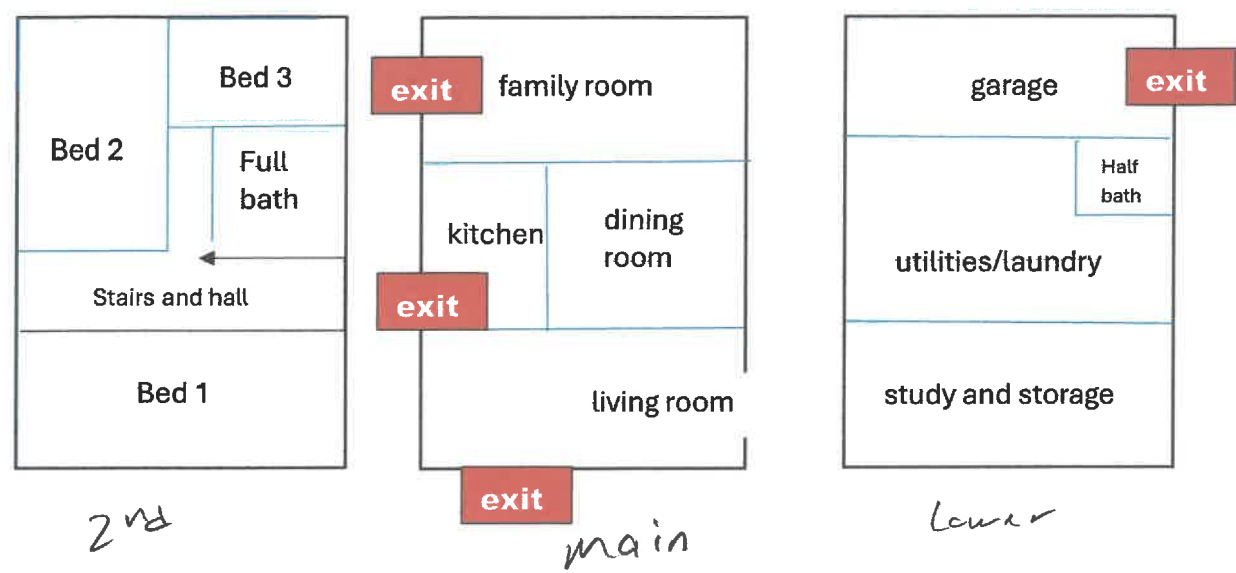 Bed 3
Bed 2
Full
bath
Stairs and hall
Bed 1
2nd
exit
family room
kitchen
dining
room
exit
living room
exit
main
garage
exit
Half
bath
utilities/laundry
study and storage
Lower